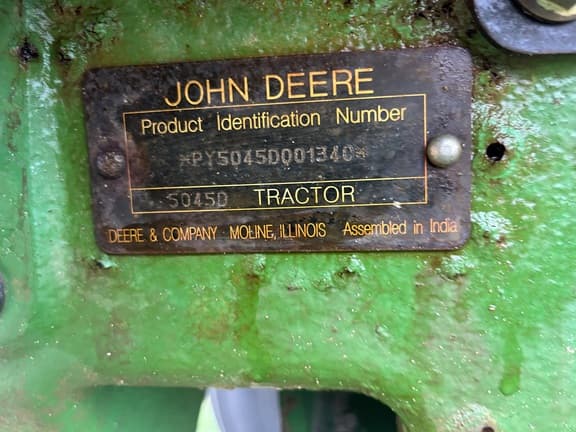 JOHN DEERE
Product Identification Number
*PY5045D001340*
5045D TRACTOR
DEERE & COMPANY MOLINE, ILLINOIS Assembled in India